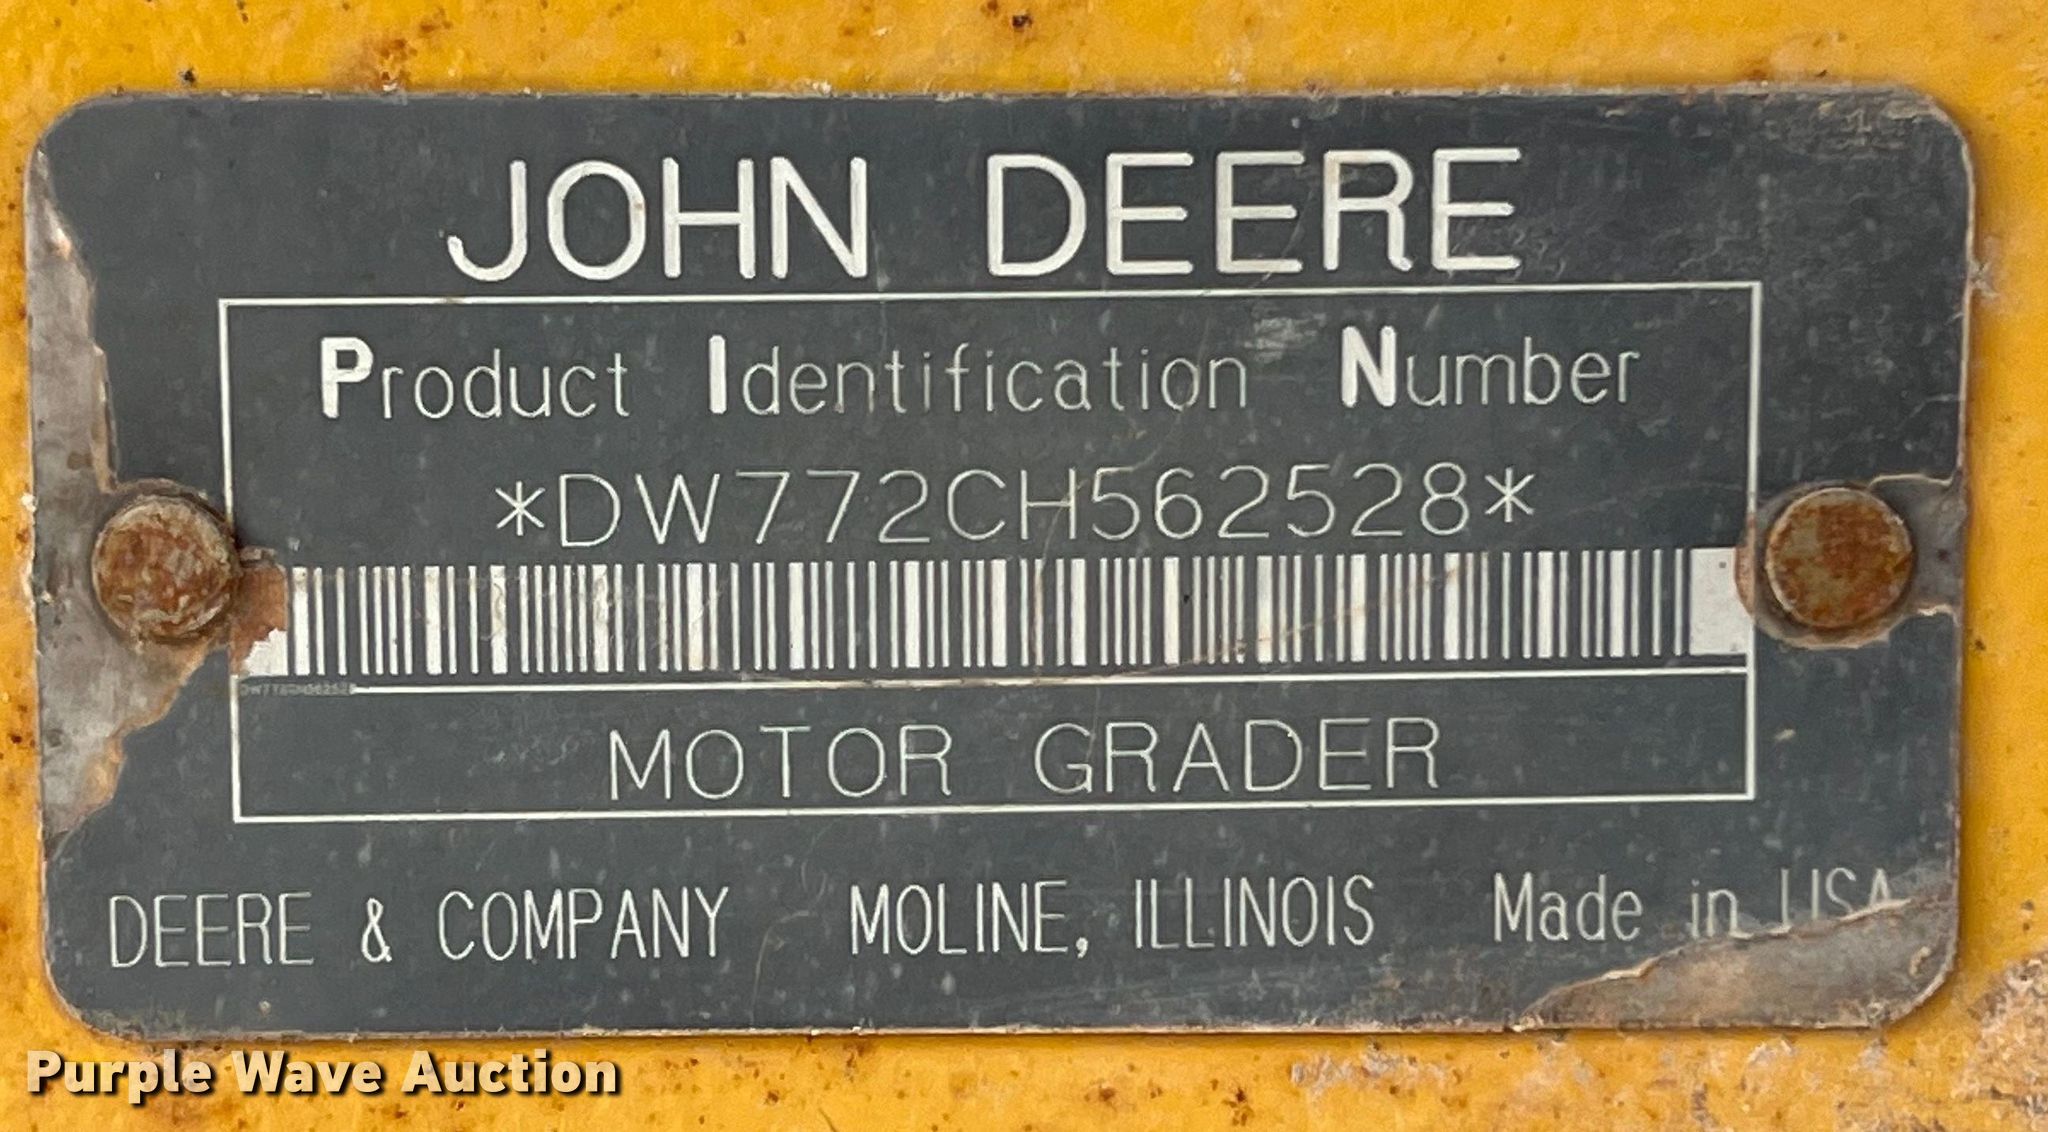 JOHN DEERE
Product Identification Number
*DW772CH562528*
MOTOR GRADER
DEERE & COMPANY MOLINE, ILLINOIS Made in USA
Purple Wave Auction